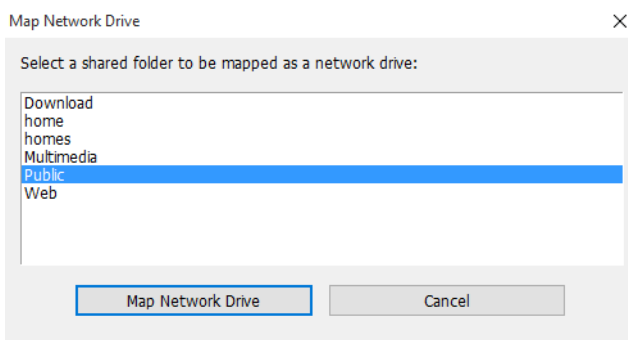 Map Network Drive
Select a shared folder to be mapped as a network drive:
Download
home
homes
Multimedia
Public
Web
Map Network Drive
Cancel